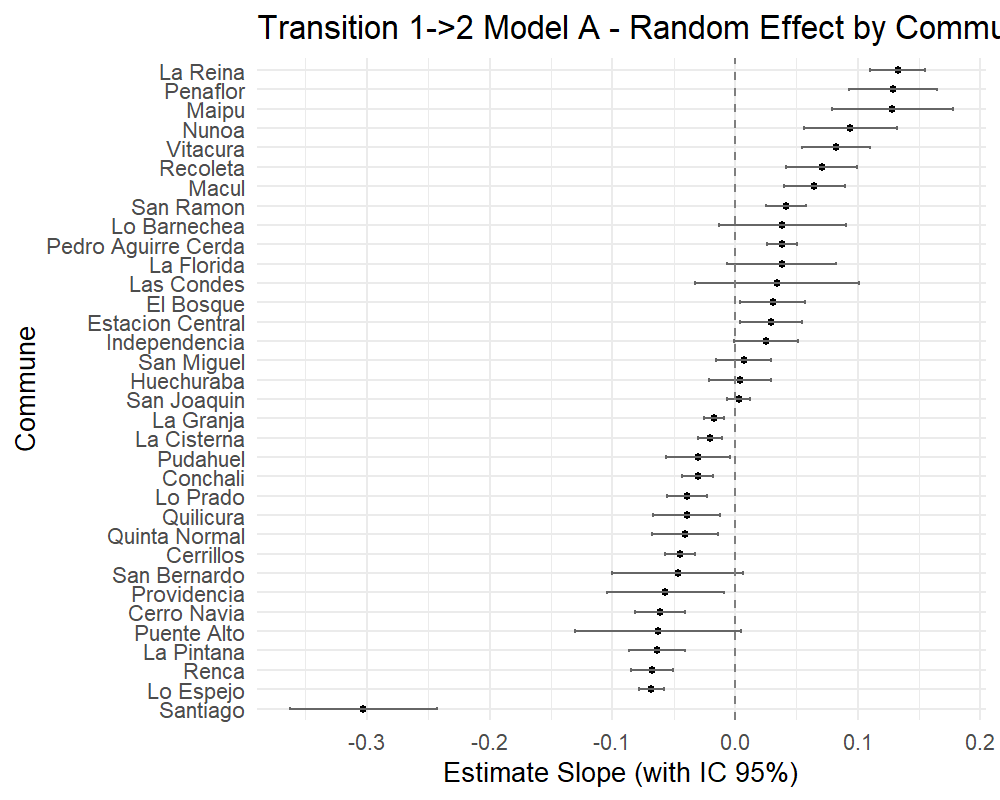 Transition 1->2 Model A - Random Effect by Commu
La Reina
Penaflor
Maipu
Nunoa
Vitacura
Recoleta
Macul
San Ramon
Lo Barnechea
Pedro Aguirre Cerda
La Florida
Las Condes
El Bosque
Estacion Central
Independencia
San Miguel
Huechuraba
San Joaquin
La Granja
La Cisterna
Pudahuel
Conchali
Lo Prado
Quilicura
Quinta Normal
Cerrillos
San Bernardo
Providencia
Cerro Navia
Puente Alto
La Pintana
Renca
Lo Espejo
Santiago
Commune
-0.3 -0.2 -0.1 0.0 0.1 0.2
Estimate Slope (with IC 95%)